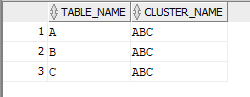 TABLE_NAME CLUSTER_NAME
1 A ABC
2 B ABC
3 C ABC